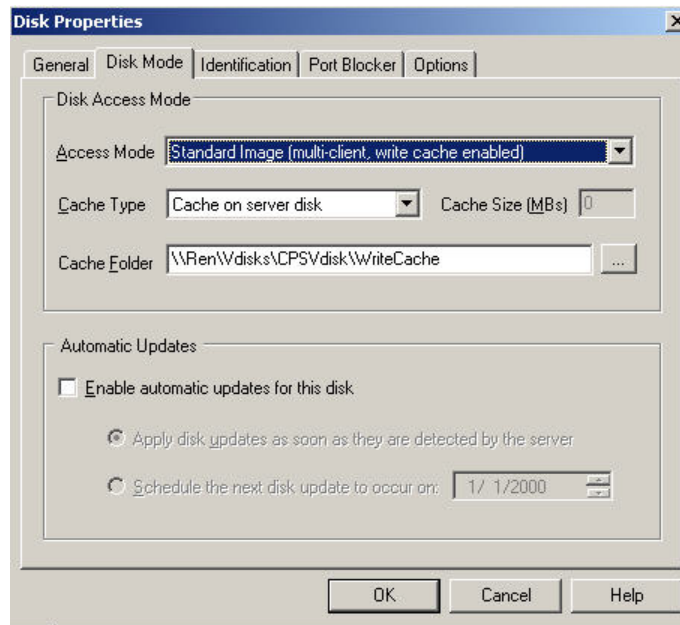 Disk Properties
General Disk Mode Identification Port Blocker Options
Disk Access Mode
Access Mode Standard Image (multi-client, write cache enabled)
Cache Type Cache on server disk Cache Size (MBs) 0
Cache Folder \\Ren\Vdisks\CPSVdisk\WriteCache ...
Automatic Updates
Enable automatic updates for this disk
Apply disk updates as soon as they are detected by the server
Schedule the next disk update to occur on: 1/ 1/2000
OK Cancel Help